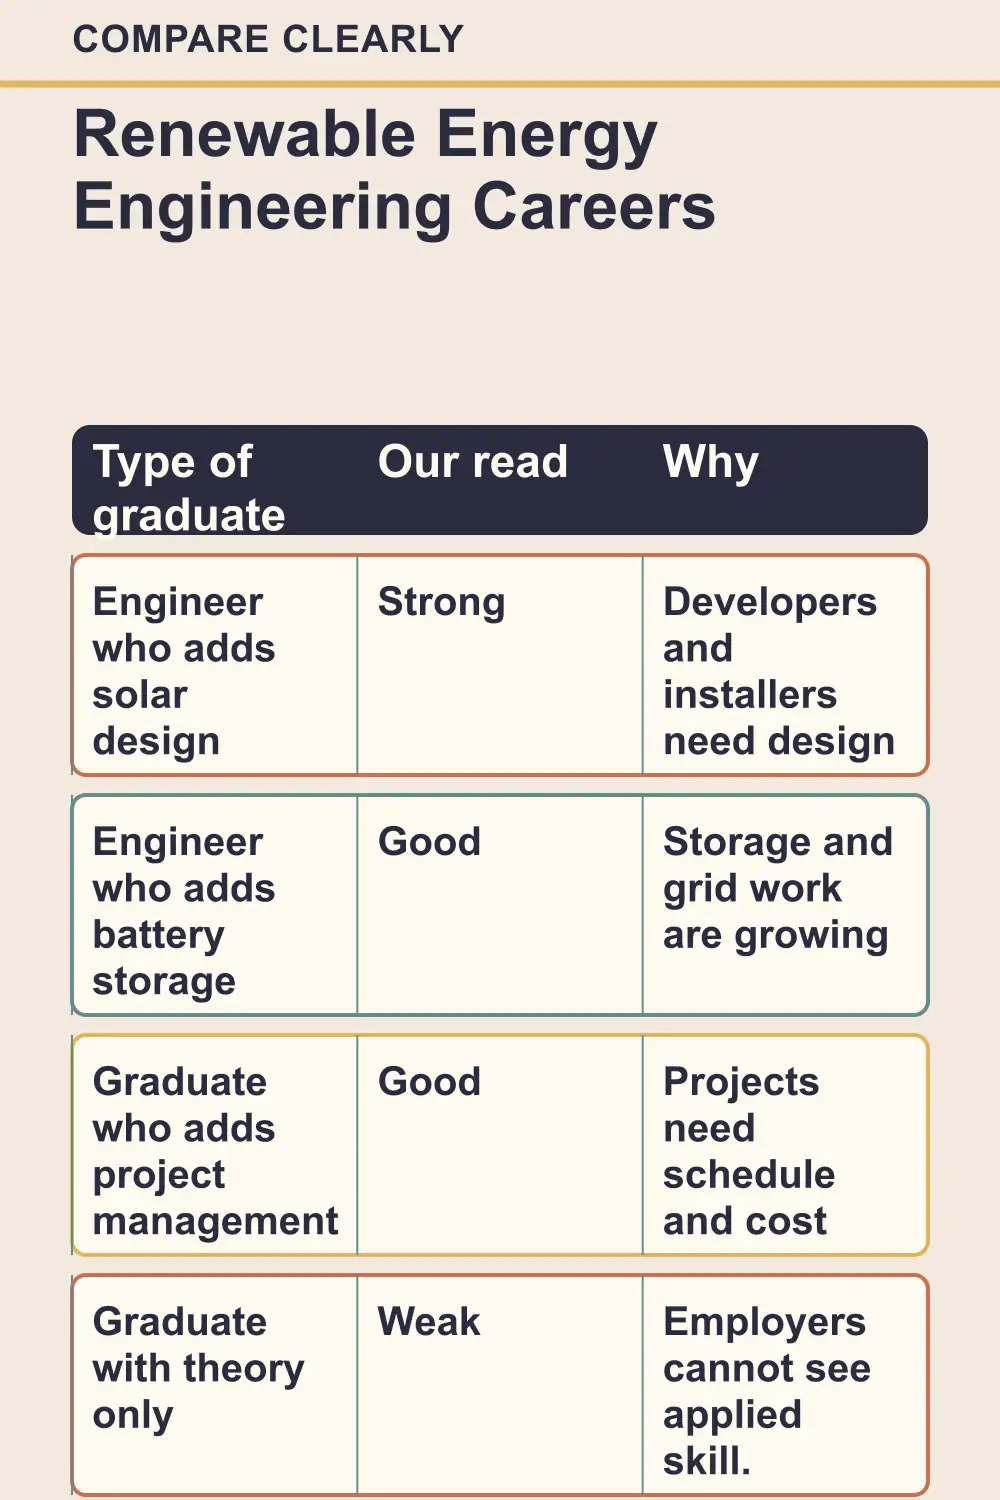 COMPARE CLEARLY
Renewable Energy
Engineering Careers
Type of
graduate
Our read
Why
Engineer
who adds
solar
design
Strong
Developers
and
installers
need design
Engineer
who adds
battery
storage
Good
Storage and
grid work
are growing
Graduate
who adds
project
management
Good
Projects
need
schedule
and cost
Graduate
with theory
only
Weak
Employers
cannot see
applied
skill.